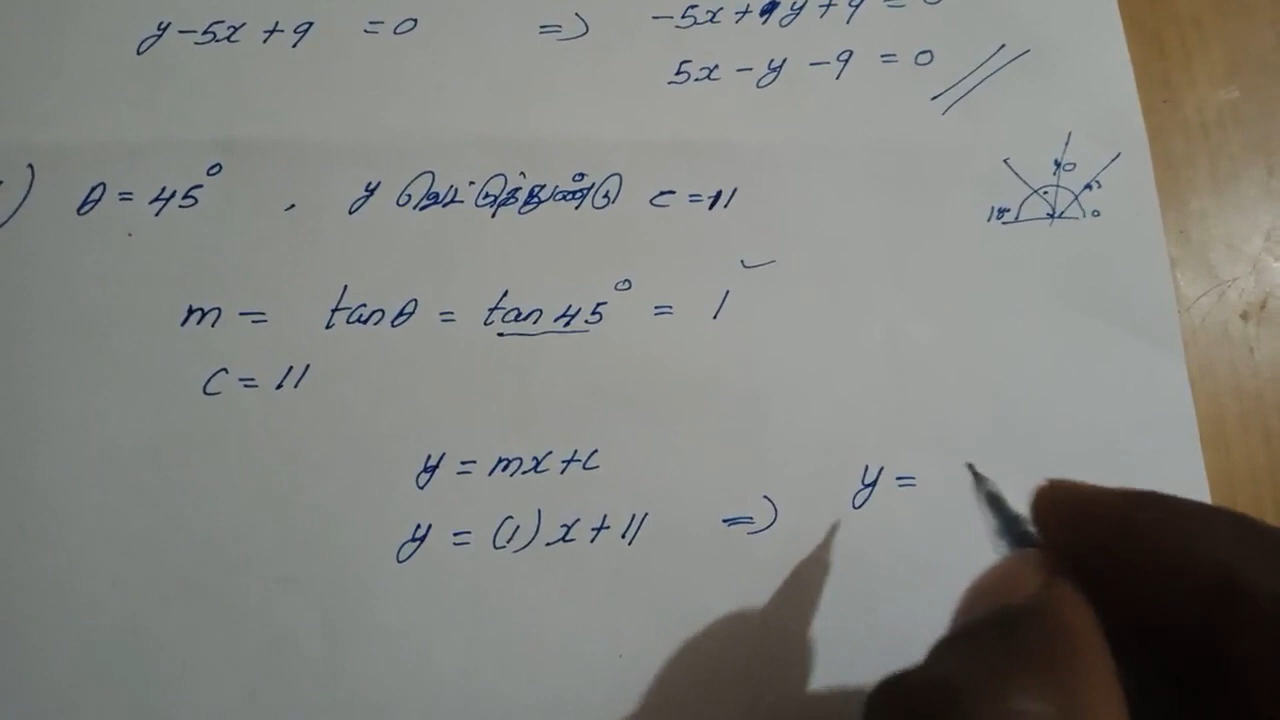 y - 5x + 9 = 0 => -5x + y + 9 = 0
5x - y - 9 = 0
) θ = 45° , y வெட்டுத்துண்டு c = 11
m = tanθ = tan 45° = 1
c = 11
y = mx + c
y = (1)x + 11 => y =